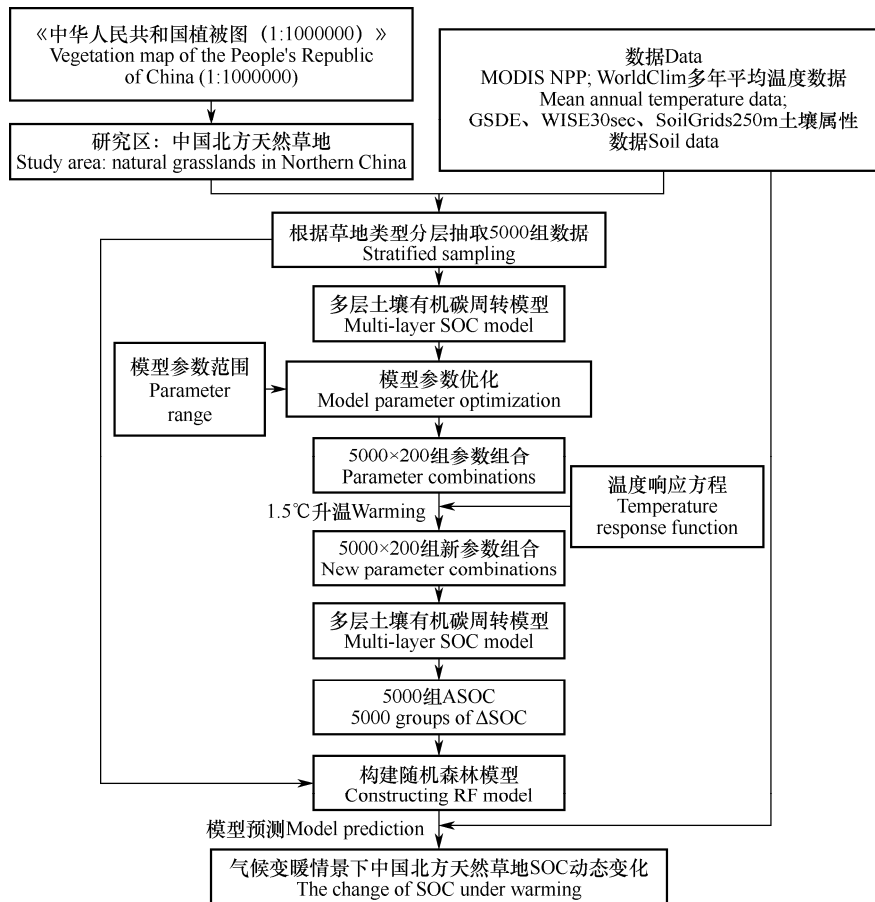 《中华人民共和国植被图（1:1000000）》
Vegetation map of the People's Republic
of China (1:1000000)
数据Data
MODIS NPP; WorldClim多年平均温度数据
Mean annual temperature data;
GSDE、WISE30sec、SoilGrids250m土壤属性
数据Soil data
研究区：中国北方天然草地
Study area: natural grasslands in Northern China
根据草地类型分层抽取5000组数据
Stratified sampling
多层土壤有机碳周转模型
Multi-layer SOC model
模型参数范围
Parameter
range
模型参数优化
Model parameter optimization
5000×200组参数组合
Parameter combinations
温度响应方程
Temperature
response function
1.5℃升温Warming
5000×200组新参数组合
New parameter combinations
多层土壤有机碳周转模型
Multi-layer SOC model
5000组ASOC
5000 groups of ΔSOC
构建随机森林模型
Constructing RF model
模型预测Model prediction
气候变暖情景下中国北方天然草地SOC动态变化
The change of SOC under warming